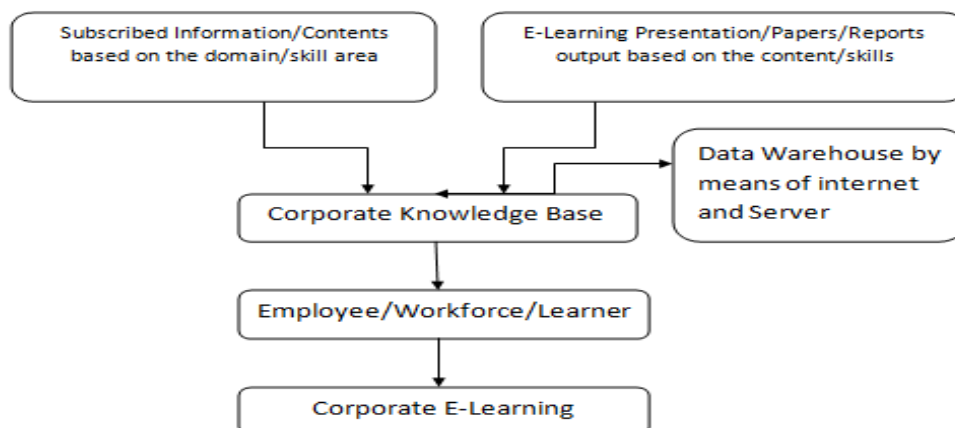 Subscribed Information/Contents
based on the domain/skill area
E-Learning Presentation/Papers/Reports
output based on the content/skills
Data Warehouse by
means of internet
and Server
Corporate Knowledge Base
Employee/Workforce/Learner
Corporate E-Learning